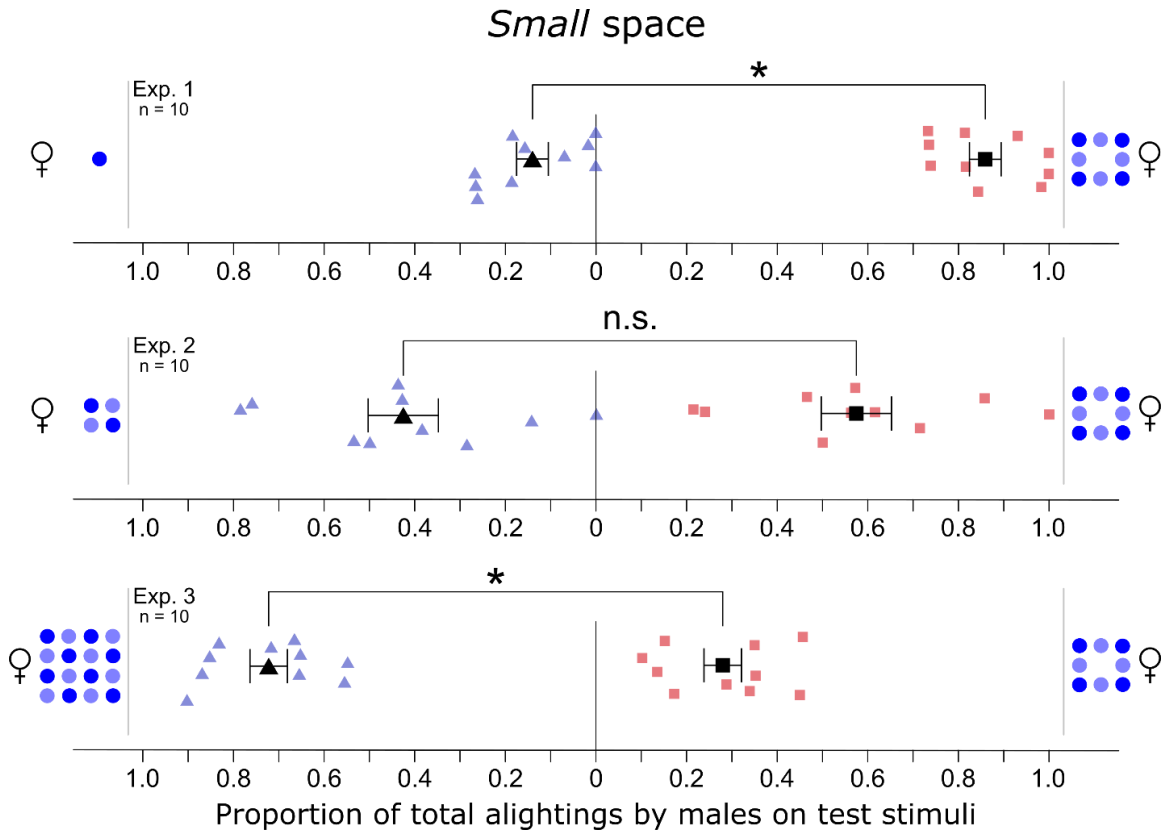 Small space
*
Exp. 1
n = 10
♀
♀
1.0 0.8 0.6 0.4 0.2 0 0.2 0.4 0.6 0.8 1.0
n.s.
Exp. 2
n = 10
♀
♀
1.0 0.8 0.6 0.4 0.2 0 0.2 0.4 0.6 0.8 1.0
*
Exp. 3
n = 10
♀
♀
1.0 0.8 0.6 0.4 0.2 0 0.2 0.4 0.6 0.8 1.0
Proportion of total alightings by males on test stimuli